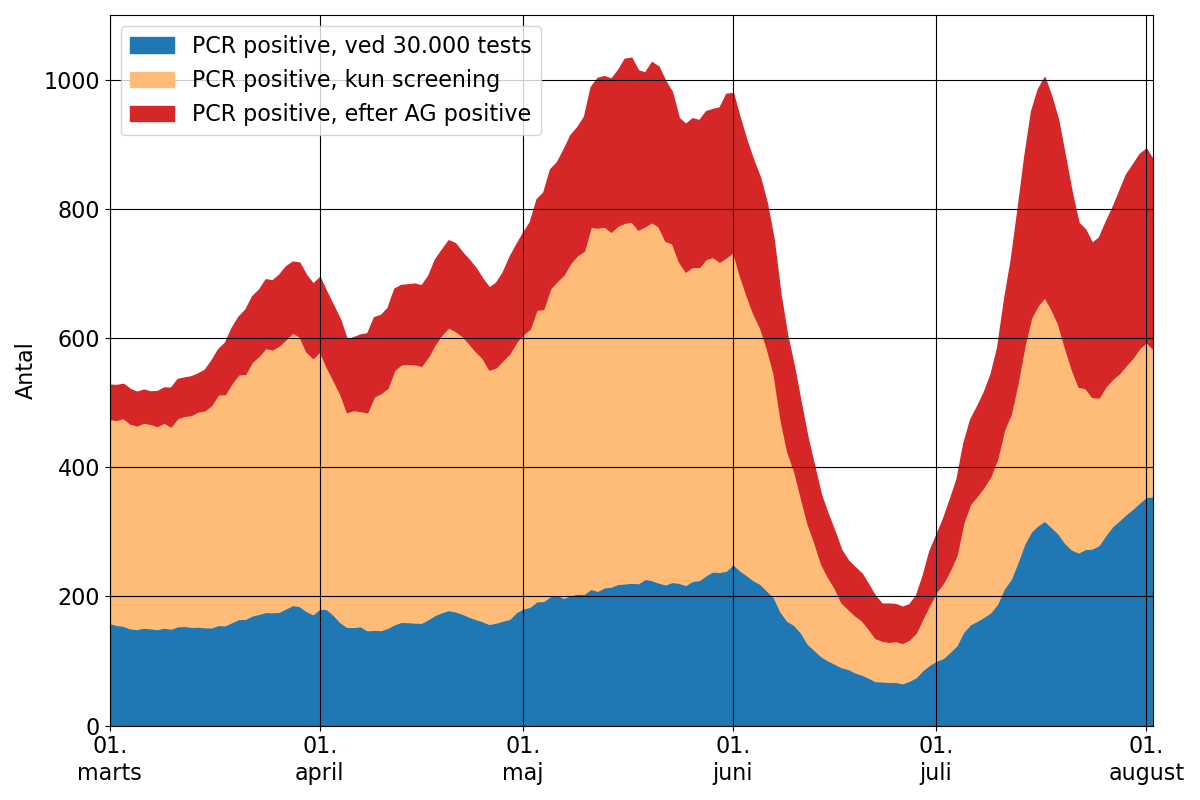 PCR positive, ved 30.000 tests
PCR positive, kun screening
PCR positive, efter AG positive
1000
800
600
400
200
0
Antal
01.
marts
01.
april
01.
maj
01.
juni
01.
juli
01.
august